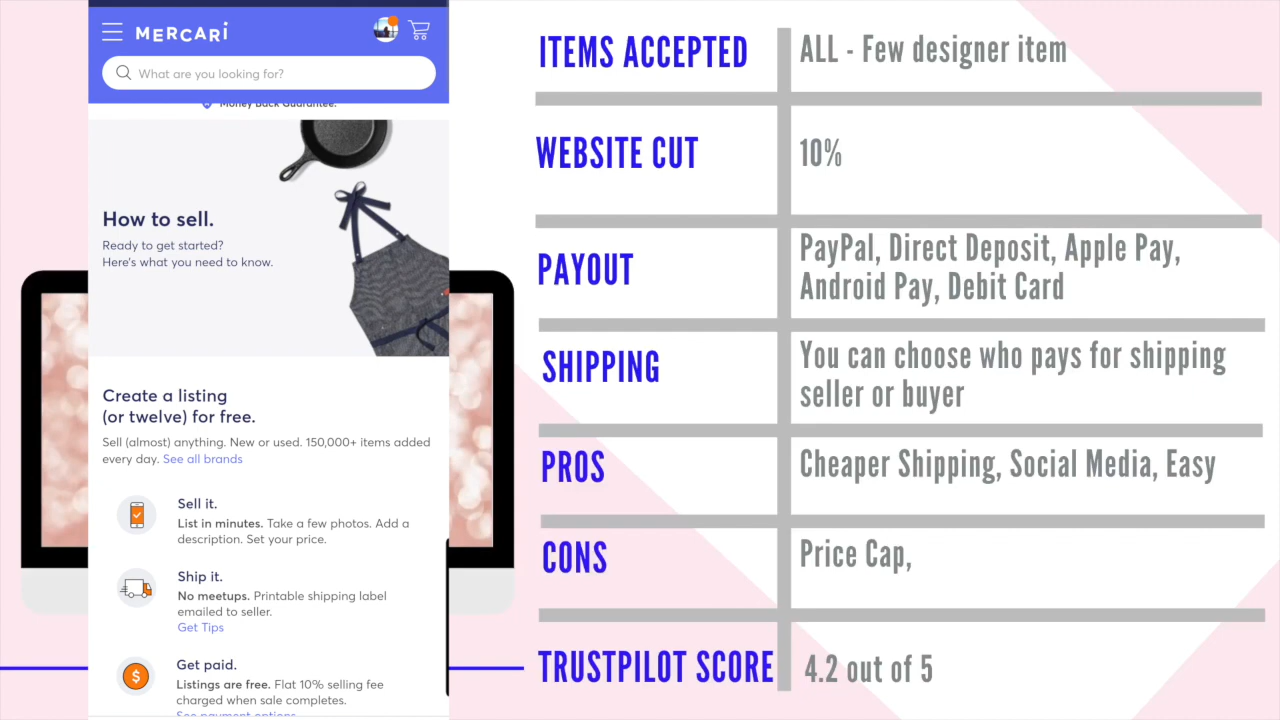 MERCARI
What are you looking for?
Money Back Guarantee.
How to sell.
Ready to get started?
Here's what you need to know.
Create a listing
(or twelve) for free.
Sell (almost) anything. New or used. 150,000+ items added
every day. See all brands
Sell it.
List in minutes. Take a few photos. Add a
description. Set your price.
Ship it.
No meetups. Printable shipping label
emailed to seller.
Get Tips
Get paid.
Listings are free. Flat 10% selling fee
charged when sale completes.
See payment options
ITEMS ACCEPTED
ALL - Few designer item
WEBSITE CUT
10%
PAYOUT
PayPal, Direct Deposit, Apple Pay,
Android Pay, Debit Card
SHIPPING
You can choose who pays for shipping
seller or buyer
PROS
Cheaper Shipping, Social Media, Easy
CONS
Price Cap,
TRUSTPILOT SCORE
4.2 out of 5